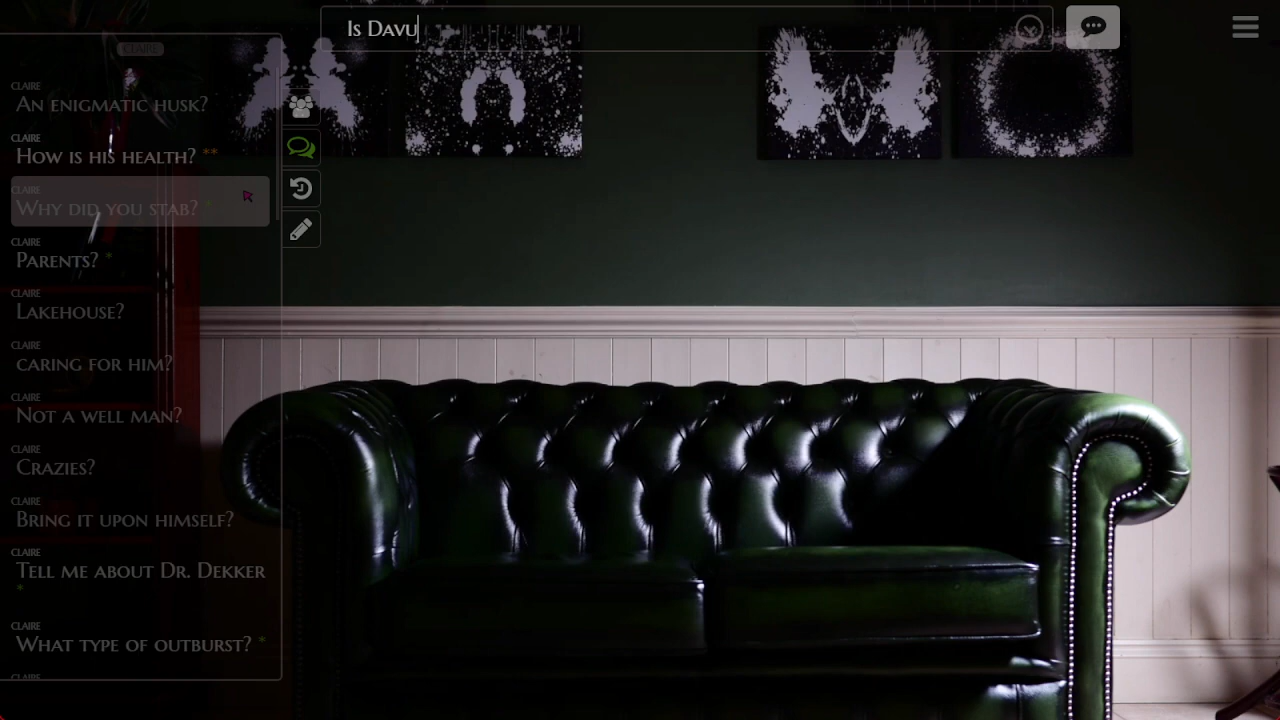 Is Davu
CLAIRE
CLAIRE
An enigmatic husk?
CLAIRE
How is his health? **
CLAIRE
Why did you stab? *
CLAIRE
Parents? *
CLAIRE
Lakehouse?
CLAIRE
caring for him?
CLAIRE
Not a well man?
CLAIRE
Crazies?
CLAIRE
Bring it upon himself?
CLAIRE
Tell me about Dr. Dekker
*
CLAIRE
What type of outburst? *
CLAIRE